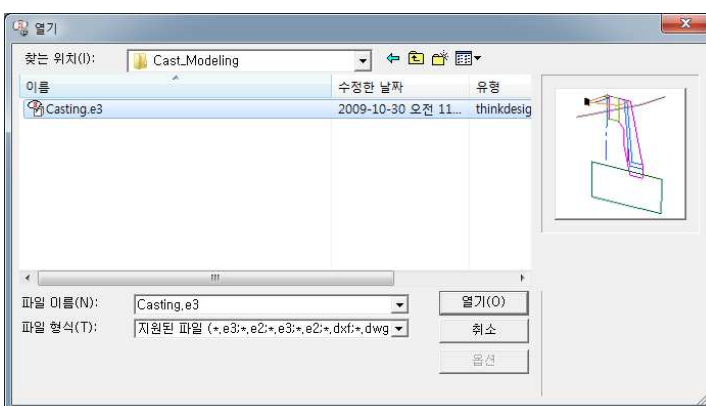 열기
찾는 위치(I): Cast_Modeling
이름 수정한 날짜 유형
Casting.e3 2009-10-30 오전 11... thinkdesig
파일 이름(N): Casting.e3 열기(O)
파일 형식(T): 지원된 파일 (*.e3;*.e2;*.e3;*.e2;*.dxf;*.dwg 취소
옵션